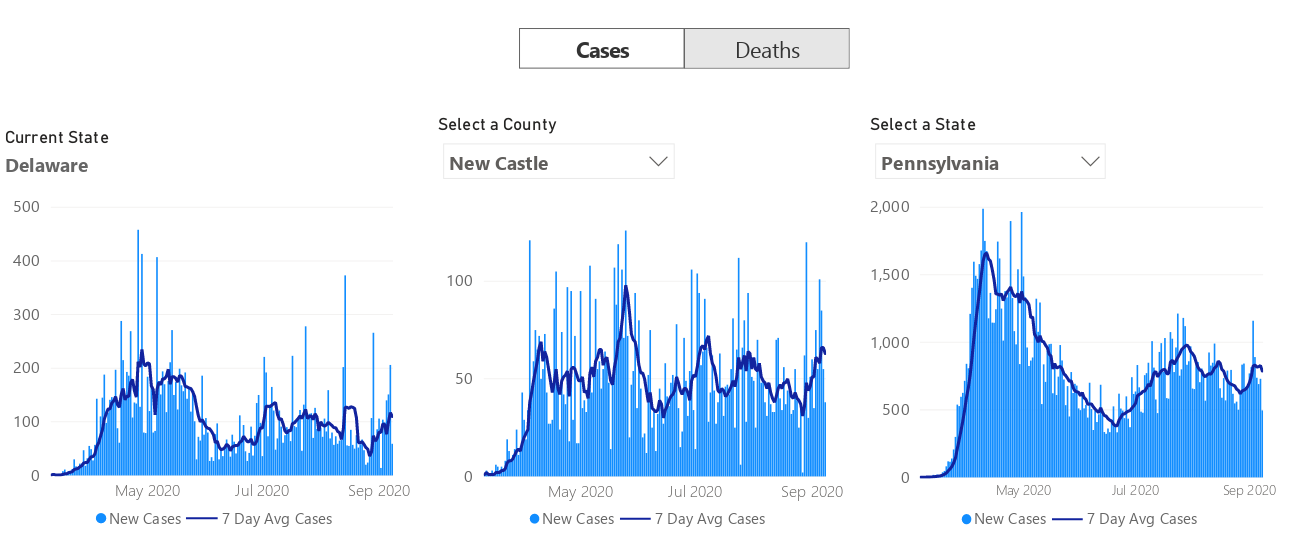 Cases Deaths
Current State
Delaware
500
400
300
200
100
0
May 2020 Jul 2020 Sep 2020
New Cases 7 Day Avg Cases
Select a County
New Castle
100
50
0
May 2020 Jul 2020 Sep 2020
New Cases 7 Day Avg Cases
Select a State
Pennsylvania
2,000
1,500
1,000
500
0
May 2020 Jul 2020 Sep 2020
New Cases 7 Day Avg Cases